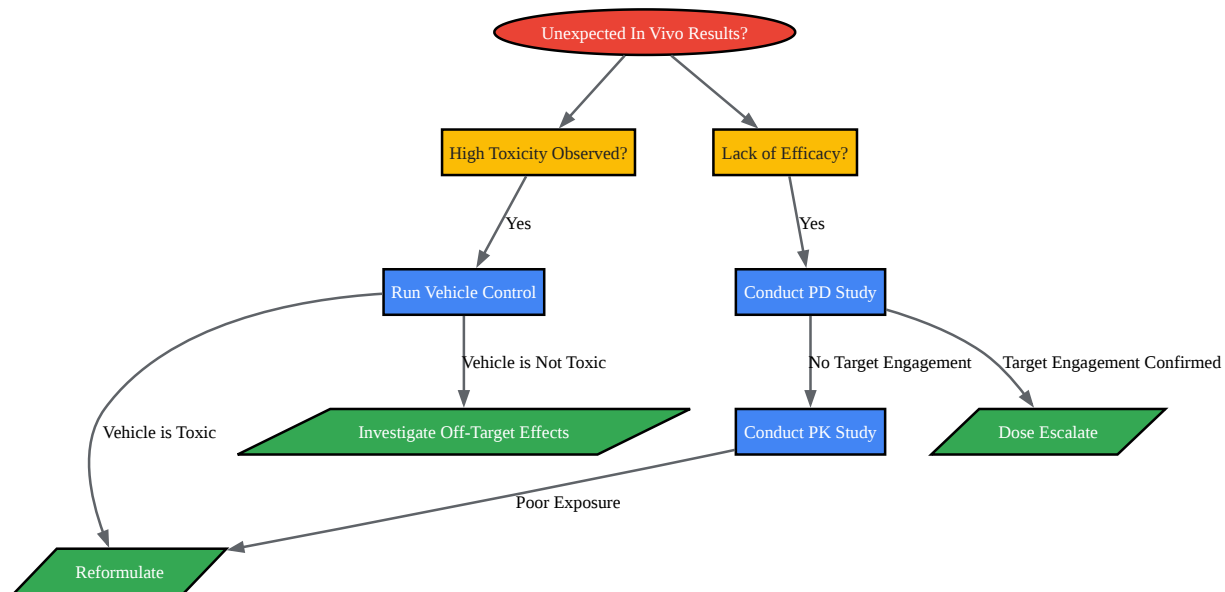 Unexpected In Vivo Results?
High Toxicity Observed?
Lack of Efficacy?
Yes
Yes
Run Vehicle Control
Conduct PD Study
Vehicle is Not Toxic
No Target Engagement
Target Engagement Confirmed
Vehicle is Toxic
Investigate Off-Target Effects
Conduct PK Study
Dose Escalate
Poor Exposure
Reformulate